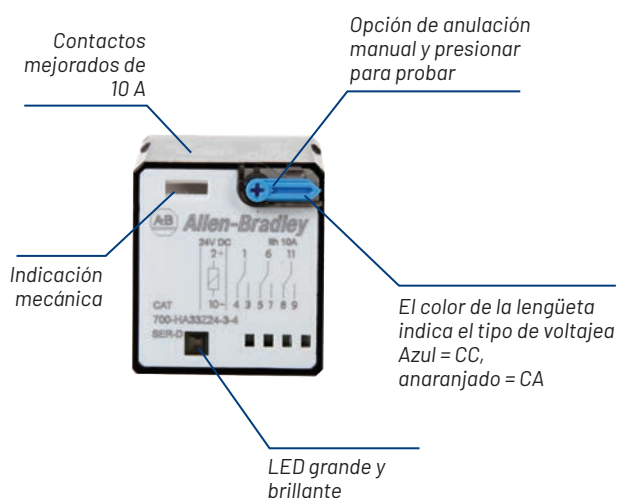 Contactos
mejorados de
10 A
Opción de anulación
manual y presionar
para probar
AB Allen-Bradley
24V DC Ith 10A
2+ 1 6 11
10- 4 3 5 7 8 9
CAT
700-HA33Z24-3-4
SER-D
Indicación
mecánica
El color de la lengüeta
indica el tipo de voltajea
Azul = CC,
anaranjado = CA
LED grande y
brillante